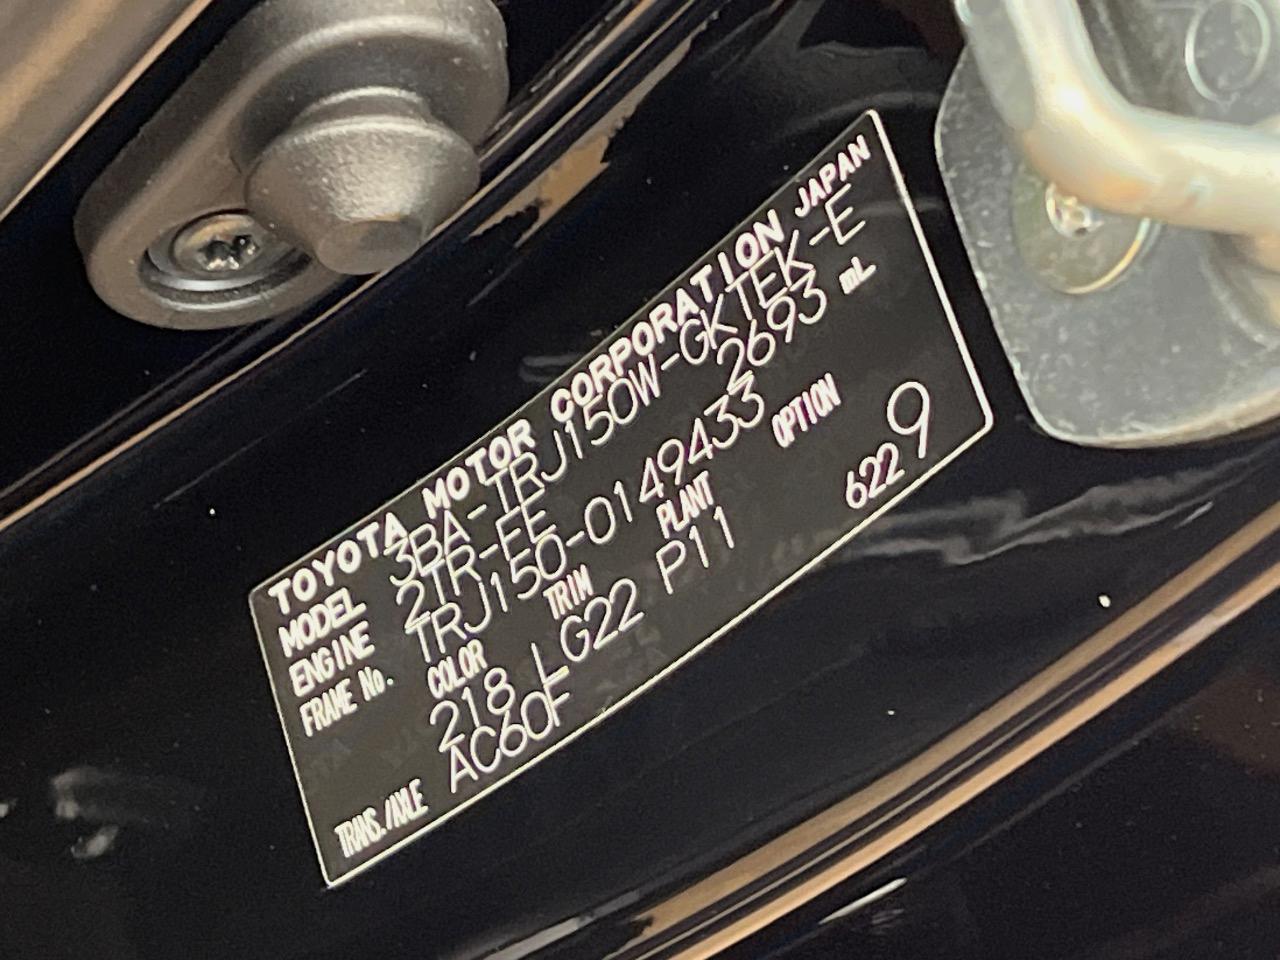 TOYOTA MOTOR CORPORATION JAPAN
MODEL 3BA-TRJ150W-GKTEK-E
ENGINE 2TR-EE 2693 mL
FRAME No. TRJ150-0149433
COLOR TRIM PLANT OPTION
218 LG22 P11 622 9
TRANS./AXLE AC60F